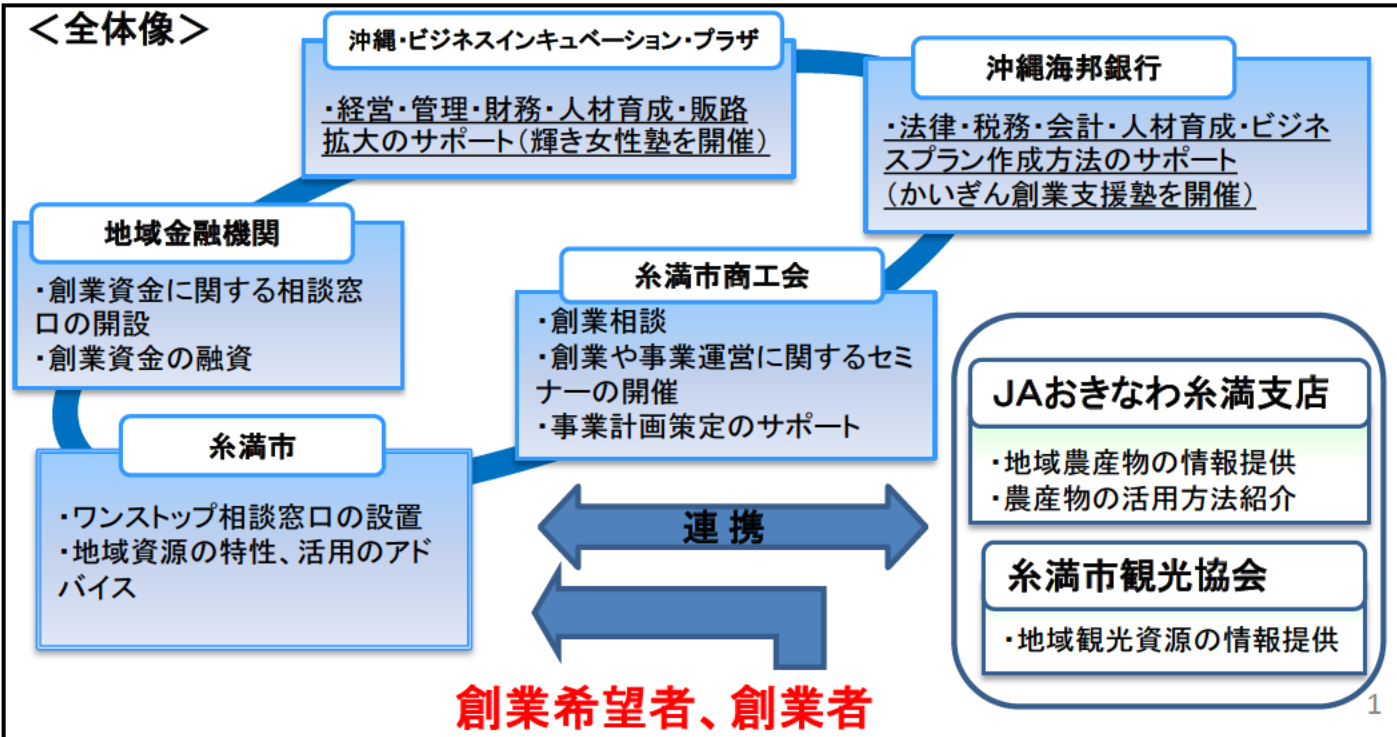 <全体像>
沖縄・ビジネスインキュベーション・プラザ
・経営・管理・財務・人材育成・販路
拡大のサポート(輝き女性塾を開催)
沖縄海邦銀行
・法律・税務・会計・人材育成・ビジネ
スプラン作成方法のサポート
(かいぎん創業支援塾を開催)
地域金融機関
・創業資金に関する相談窓
口の開設
・創業資金の融資
糸満市商工会
・創業相談
・創業や事業運営に関するセミ
ナーの開催
・事業計画策定のサポート
糸満市
・ワンストップ相談窓口の設置
・地域資源の特性、活用のアド
バイス
連携
JAおきなわ糸満支店
・地域農産物の情報提供
・農産物の活用方法紹介
糸満市観光協会
・地域観光資源の情報提供
創業希望者、創業者
1